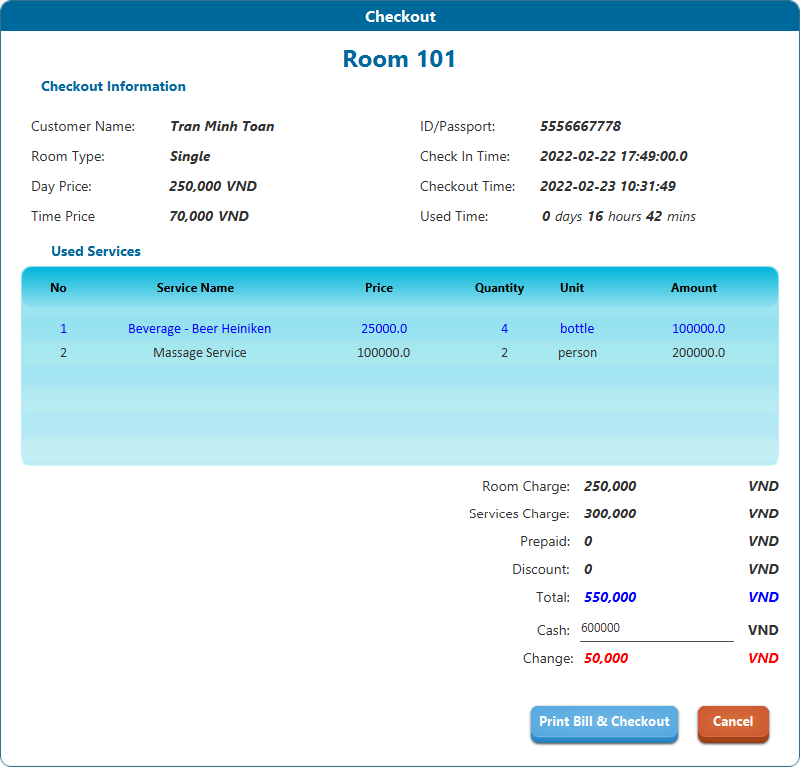 Checkout
Room 101
Checkout Information
Customer Name: Tran Minh Toan ID/Passport: 5556667778
Room Type: Single Check In Time: 2022-02-22 17:49:00.0
Day Price: 250,000 VND Checkout Time: 2022-02-23 10:31:49
Time Price 70,000 VND Used Time: 0 days 16 hours 42 mins
Used Services
No Service Name Price Quantity Unit Amount
1 Beverage - Beer Heiniken 25000.0 4 bottle 100000.0
2 Massage Service 100000.0 2 person 200000.0
Room Charge: 250,000 VND
Services Charge: 300,000 VND
Prepaid: 0 VND
Discount: 0 VND
Total: 550,000 VND
Cash: 600000 VND
Change: 50,000 VND
Print Bill & Checkout Cancel